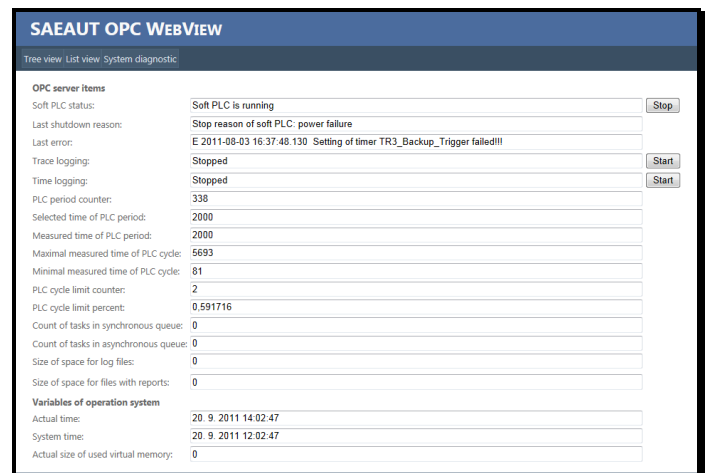 SAEAUT OPC WEBVIEW
Tree view List view System diagnostic
OPC server items
Soft PLC status: Soft PLC is running Stop
Last shutdown reason: Stop reason of soft PLC: power failure
Last error: E 2011-08-03 16:37:48.130 Setting of timer TR3_Backup_Trigger failed!!!
Trace logging: Stopped Start
Time logging: Stopped Start
PLC period counter: 338
Selected time of PLC period: 2000
Measured time of PLC period: 2000
Maximal measured time of PLC cycle: 5693
Minimal measured time of PLC cycle: 81
PLC cycle limit counter: 2
PLC cycle limit percent: 0,591716
Count of tasks in synchronous queue: 0
Count of tasks in asynchronous queue: 0
Size of space for log files: 0
Size of space for files with reports: 0
Variables of operation system
Actual time: 20. 9. 2011 14:02:47
System time: 20. 9. 2011 12:02:47
Actual size of used virtual memory: 0